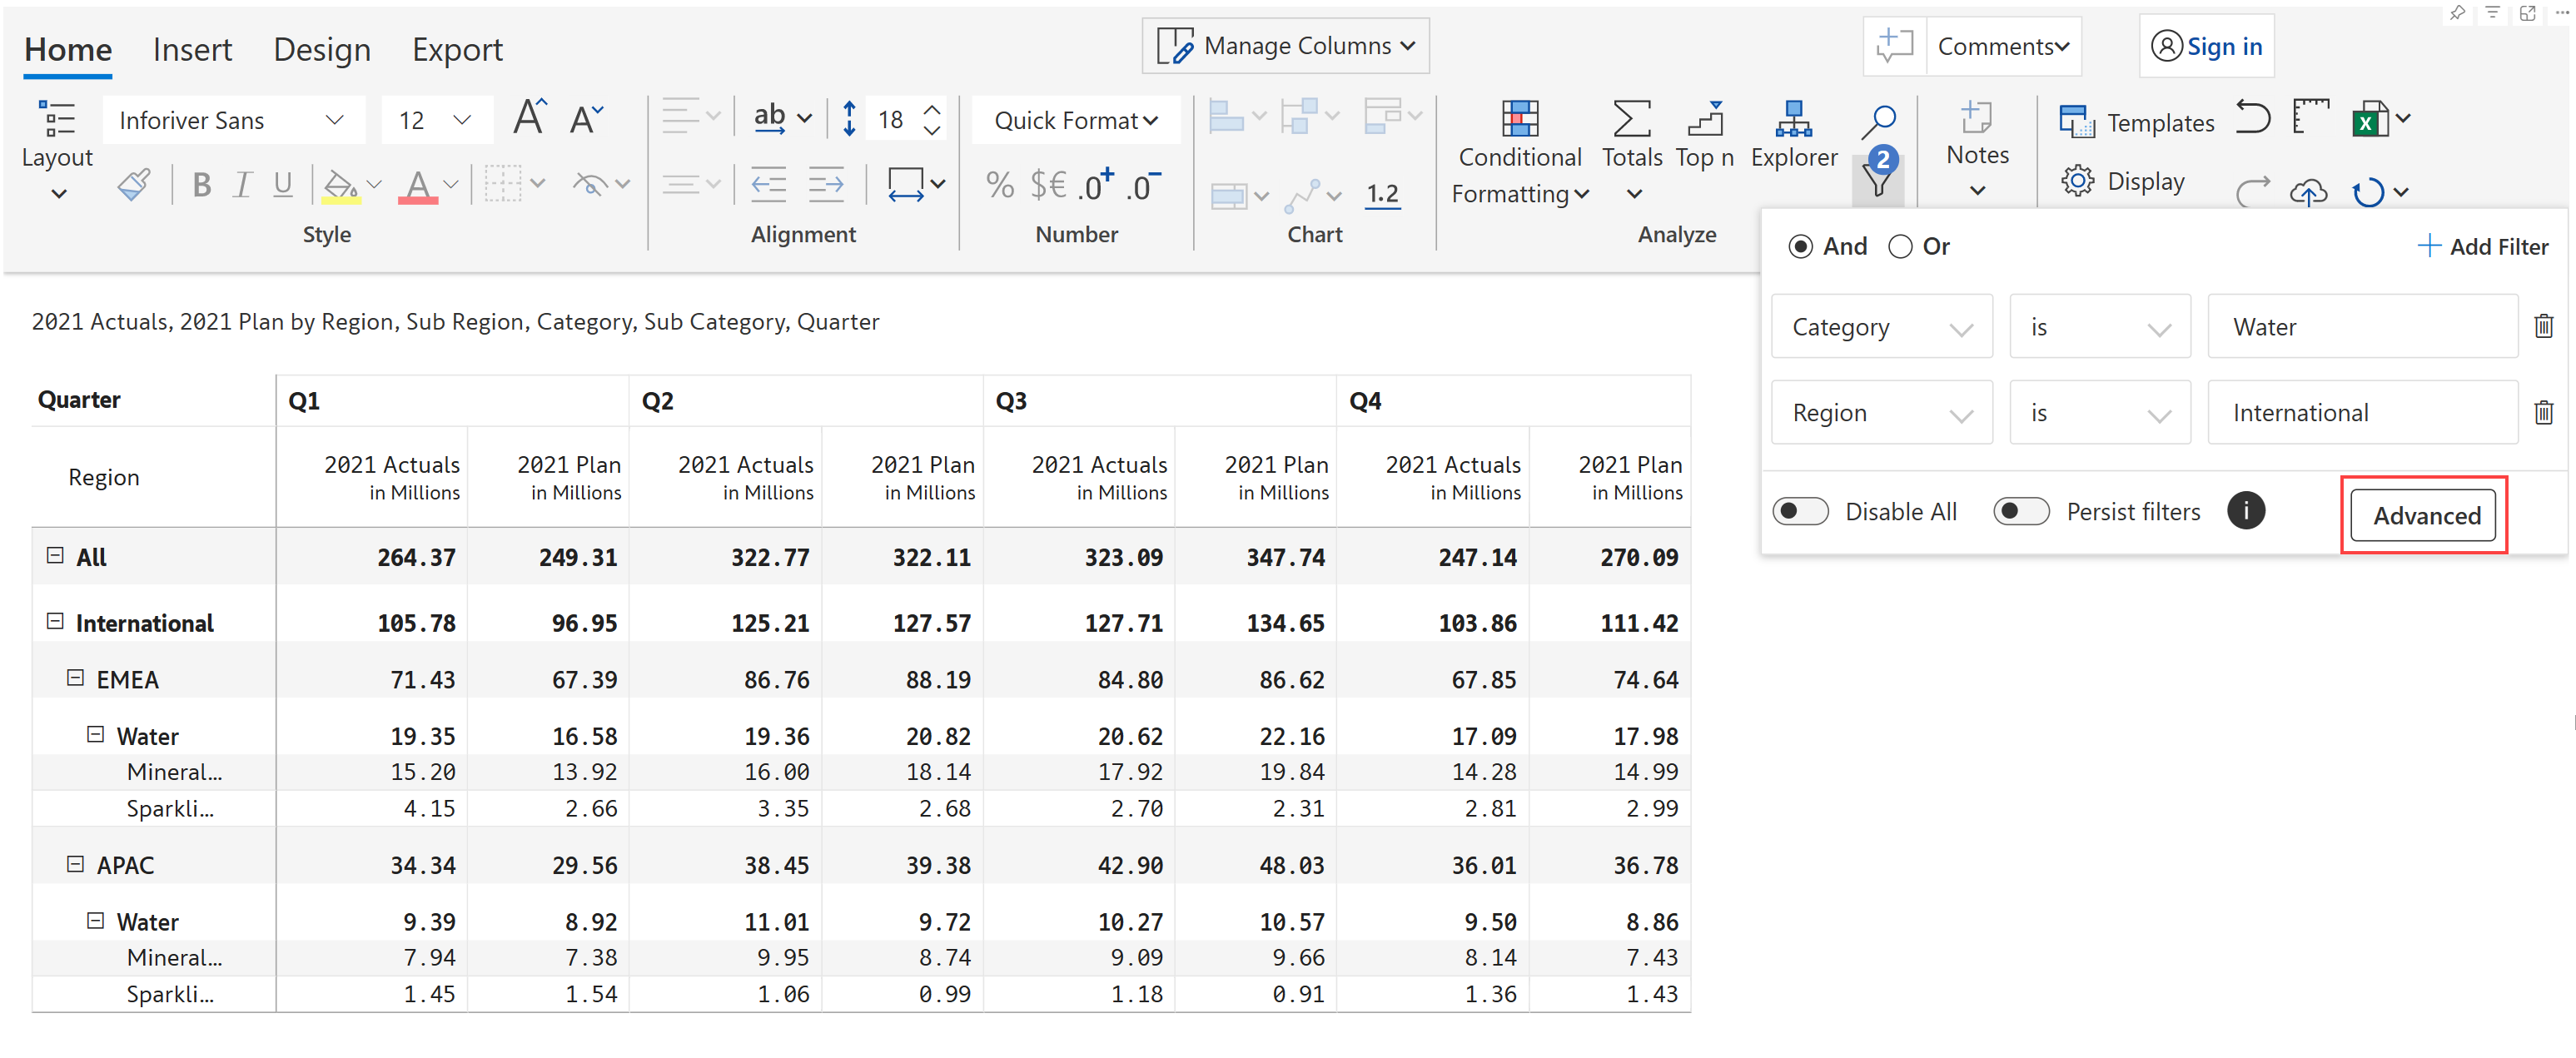 Home Insert Design Export
Manage Columns
Comments
Sign in
Layout
Inforiver Sans 12 A A
B I U A
Style
ab 18
Alignment
Quick Format
% $€ .0+ .0-
Number
1.2
Chart
Conditional Formatting
Totals
Top n
Explorer
2
Analyze
Notes
Templates
Display
X
And Or Add Filter
Category is Water
Region is International
Disable All Persist filters i Advanced
2021 Actuals, 2021 Plan by Region, Sub Region, Category, Sub Category, Quarter
Quarter Q1 Q2 Q3 Q4
Region 2021 Actuals 2021 Plan 2021 Actuals 2021 Plan 2021 Actuals 2021 Plan 2021 Actuals 2021 Plan
in Millions in Millions in Millions in Millions in Millions in Millions in Millions in Millions
All 264.37 249.31 322.77 322.11 323.09 347.74 247.14 270.09
International 105.78 96.95 125.21 127.57 127.71 134.65 103.86 111.42
EMEA 71.43 67.39 86.76 88.19 84.80 86.62 67.85 74.64
Water 19.35 16.58 19.36 20.82 20.62 22.16 17.09 17.98
Mineral... 15.20 13.92 16.00 18.14 17.92 19.84 14.28 14.99
Sparkli... 4.15 2.66 3.35 2.68 2.70 2.31 2.81 2.99
APAC 34.34 29.56 38.45 39.38 42.90 48.03 36.01 36.78
Water 9.39 8.92 11.01 9.72 10.27 10.57 9.50 8.86
Mineral... 7.94 7.38 9.95 8.74 9.09 9.66 8.14 7.43
Sparkli... 1.45 1.54 1.06 0.99 1.18 0.91 1.36 1.43